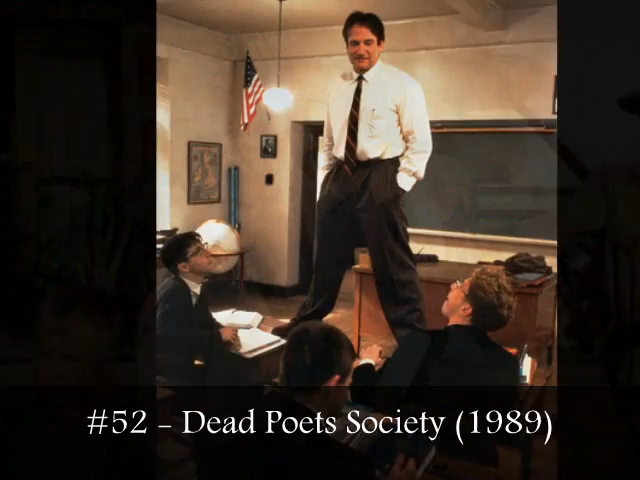 #52 – Dead Poets Society (1989)